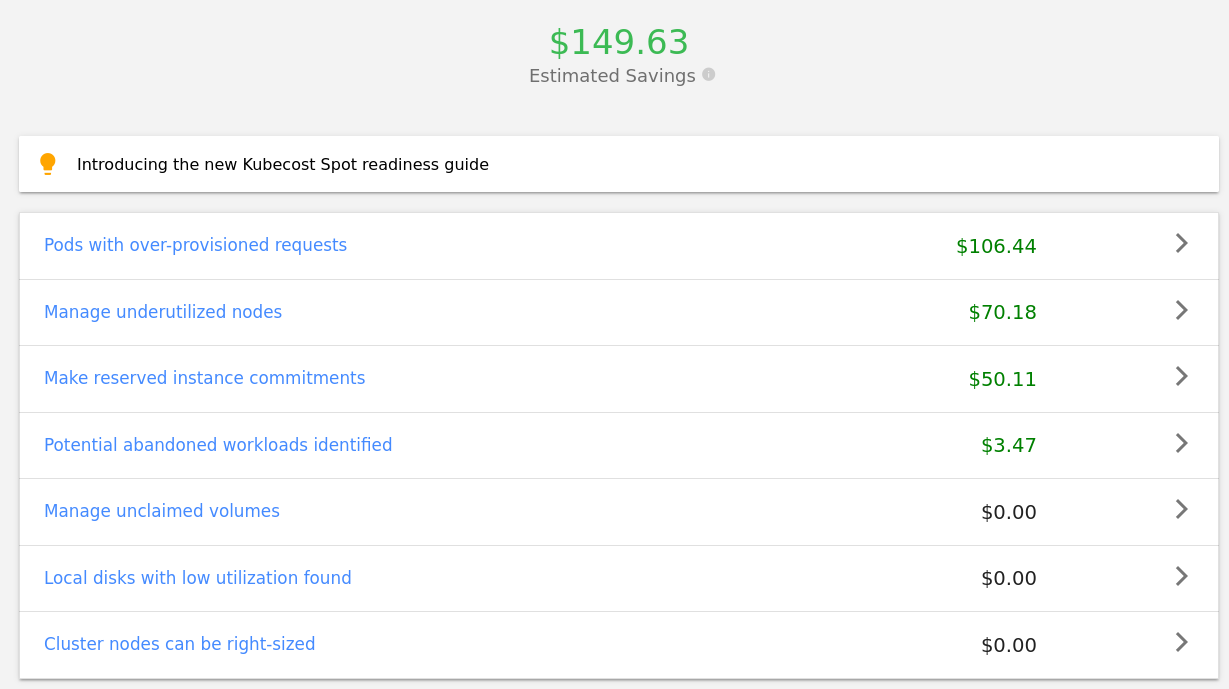 $149.63
Estimated Savings
Introducing the new Kubecost Spot readiness guide
Pods with over-provisioned requests $106.44
Manage underutilized nodes $70.18
Make reserved instance commitments $50.11
Potential abandoned workloads identified $3.47
Manage unclaimed volumes $0.00
Local disks with low utilization found $0.00
Cluster nodes can be right-sized $0.00